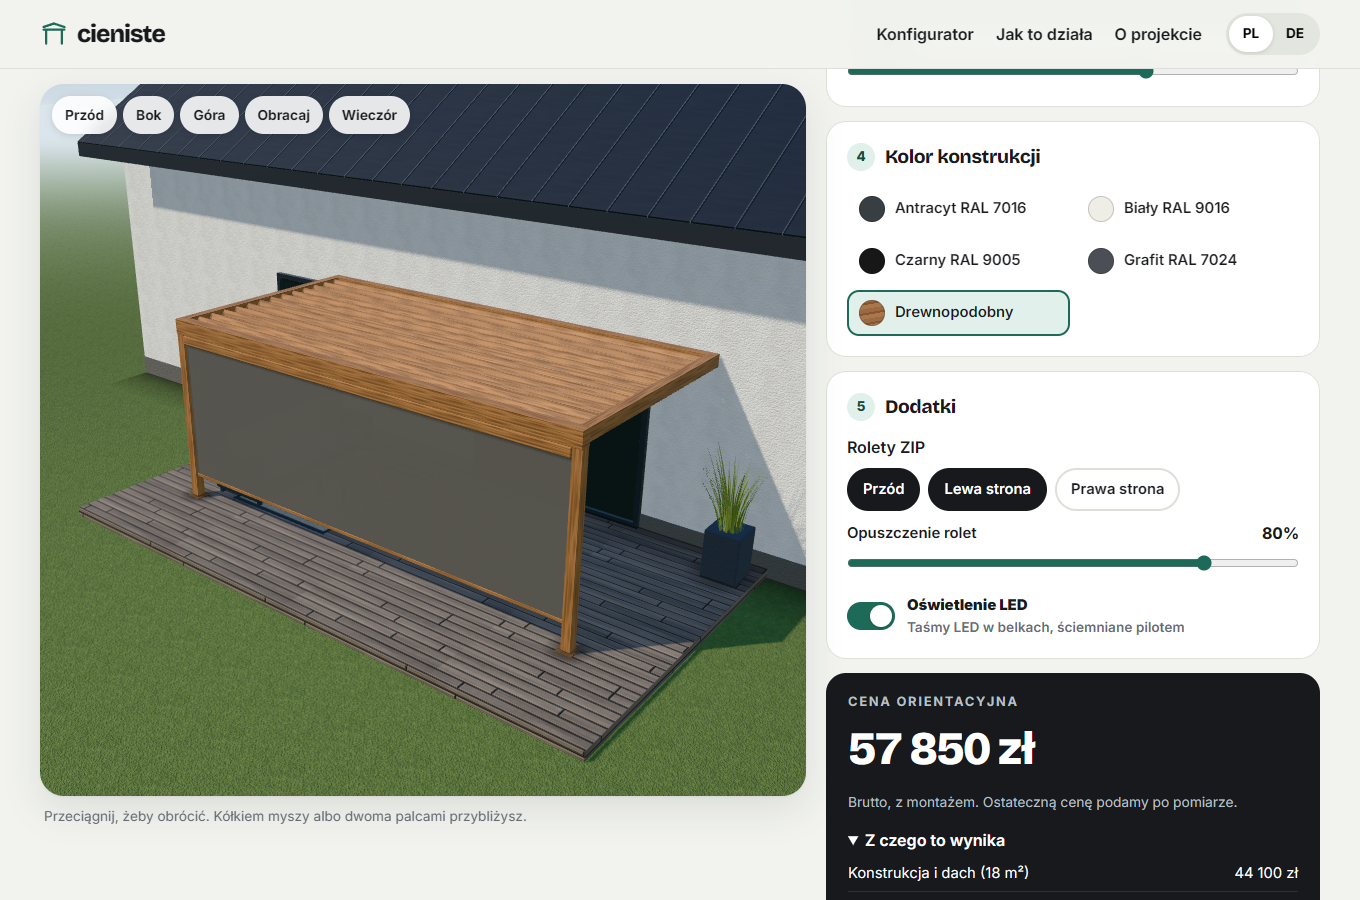 cieniste
Konfigurator
Jak to działa
O projekcie
PL
DE
Przód
Bok
Góra
Obracaj
Wieczór
Przeciągnij, żeby obrócić. Kółkiem myszy albo dwoma palcami przybliżysz.
4
Kolor konstrukcji
Antracyt RAL 7016
Biały RAL 9016
Czarny RAL 9005
Grafit RAL 7024
Drewnopodobny
5
Dodatki
Rolety ZIP
Przód
Lewa strona
Prawa strona
Opuszczenie rolet
80%
Oświetlenie LED
Taśmy LED w belkach, ściemniane pilotem
CENA ORIENTACYJNA
57 850 zł
Brutto, z montażem. Ostateczną cenę podamy po pomiarze.
Z czego to wynika
Konstrukcja i dach (18 m²)
44 100 zł